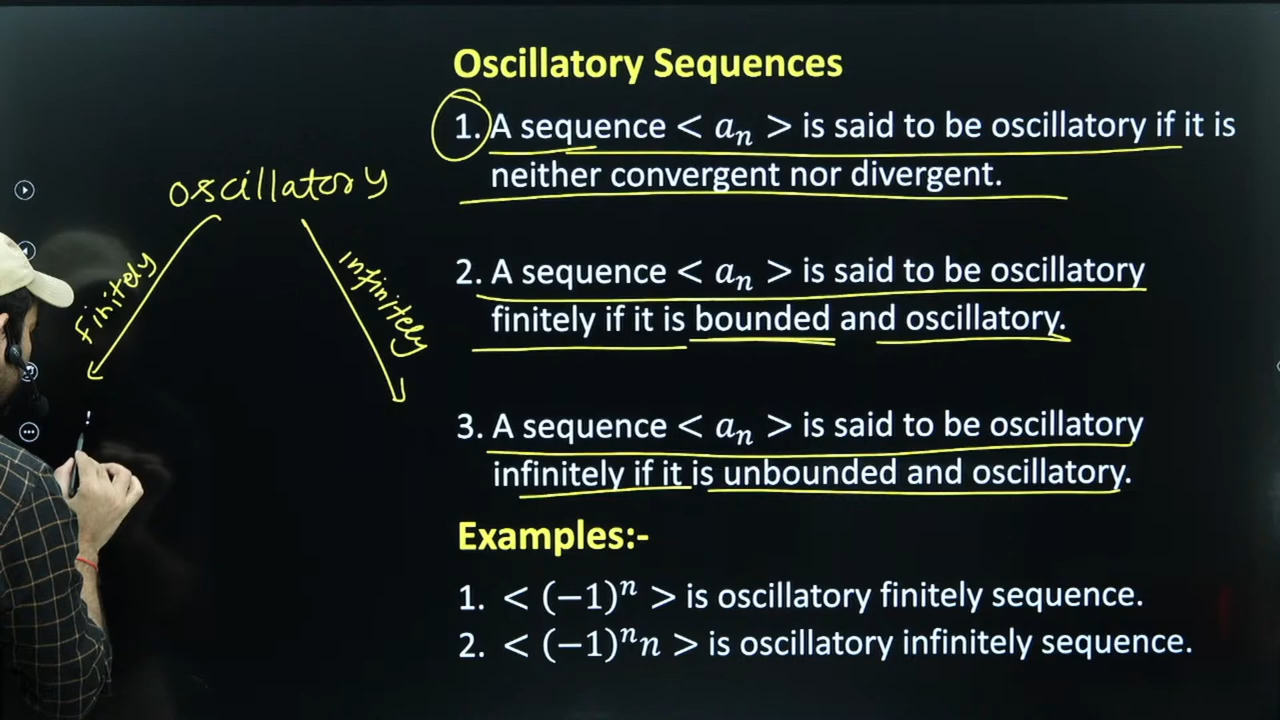 Oscillatory Sequences
1. A sequence < aₙ > is said to be oscillatory if it is
neither convergent nor divergent.
2. A sequence < aₙ > is said to be oscillatory
finitely if it is bounded and oscillatory.
3. A sequence < aₙ > is said to be oscillatory
infinitely if it is unbounded and oscillatory.
Examples:-
1. < (−1)ⁿ > is oscillatory finitely sequence.
2. < (−1)ⁿn > is oscillatory infinitely sequence.
oscillatory
finitely
infinitely